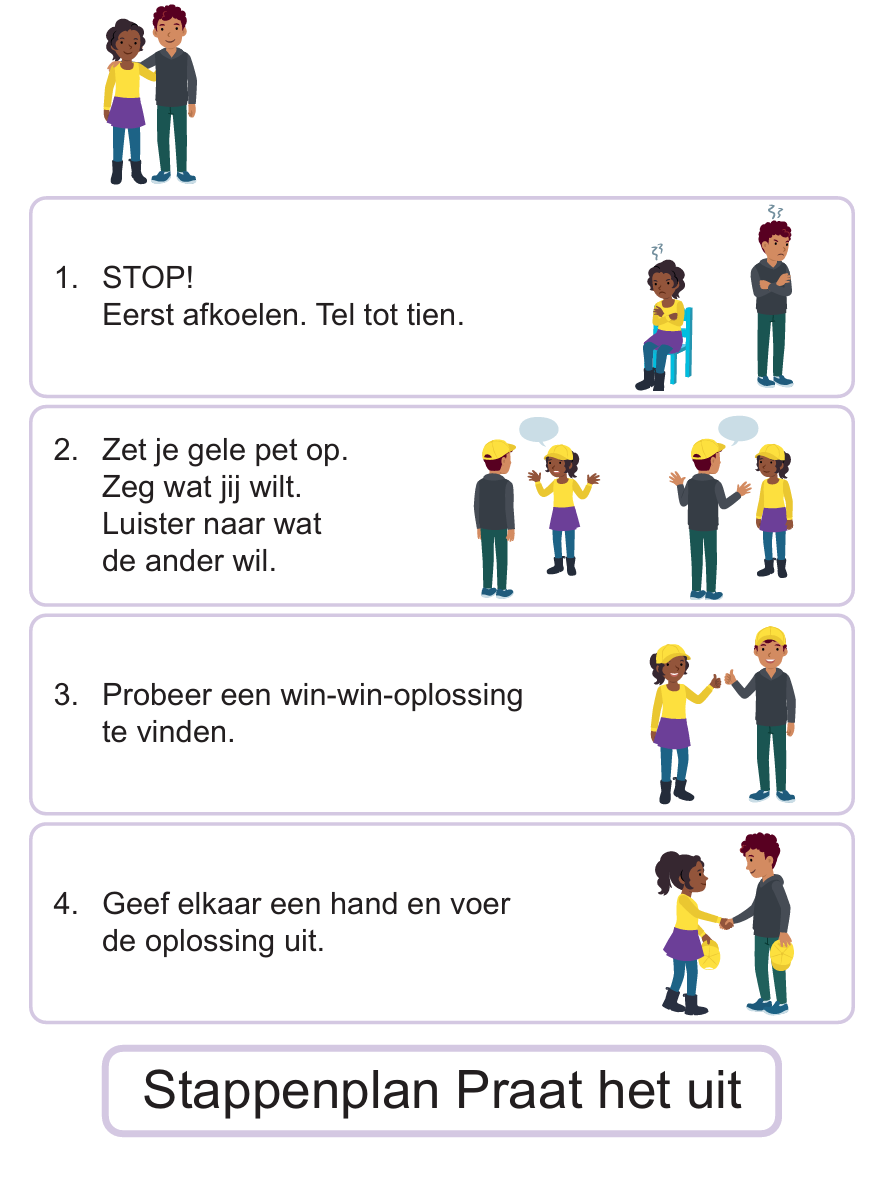 1. STOP!
Eerst afkoelen. Tel tot tien.
2. Zet je gele pet op.
Zeg wat jij wilt.
Luister naar wat
de ander wil.
3. Probeer een win-win-oplossing
te vinden.
4. Geef elkaar een hand en voer
de oplossing uit.
Stappenplan Praat het uit